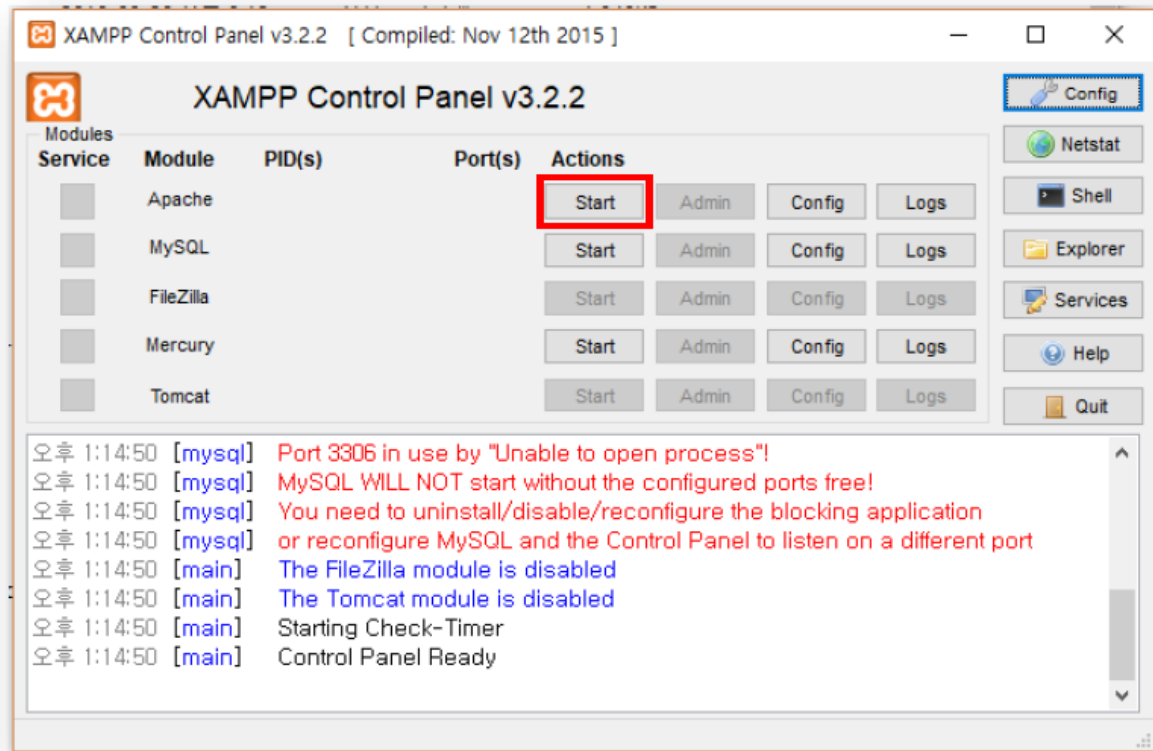 XAMPP Control Panel v3.2.2 [ Compiled: Nov 12th 2015 ]
XAMPP Control Panel v3.2.2
Config
Modules
Netstat
Service Module PID(s) Port(s) Actions
Apache Start Admin Config Logs
Shell
MySQL Start Admin Config Logs
Explorer
FileZilla Start Admin Config Logs
Services
Mercury Start Admin Config Logs
Help
Tomcat Start Admin Config Logs
Quit
오후 1:14:50 [mysql] Port 3306 in use by "Unable to open process"!
오후 1:14:50 [mysql] MySQL WILL NOT start without the configured ports free!
오후 1:14:50 [mysql] You need to uninstall/disable/reconfigure the blocking application
오후 1:14:50 [mysql] or reconfigure MySQL and the Control Panel to listen on a different port
오후 1:14:50 [main] The FileZilla module is disabled
오후 1:14:50 [main] The Tomcat module is disabled
오후 1:14:50 [main] Starting Check-Timer
오후 1:14:50 [main] Control Panel Ready